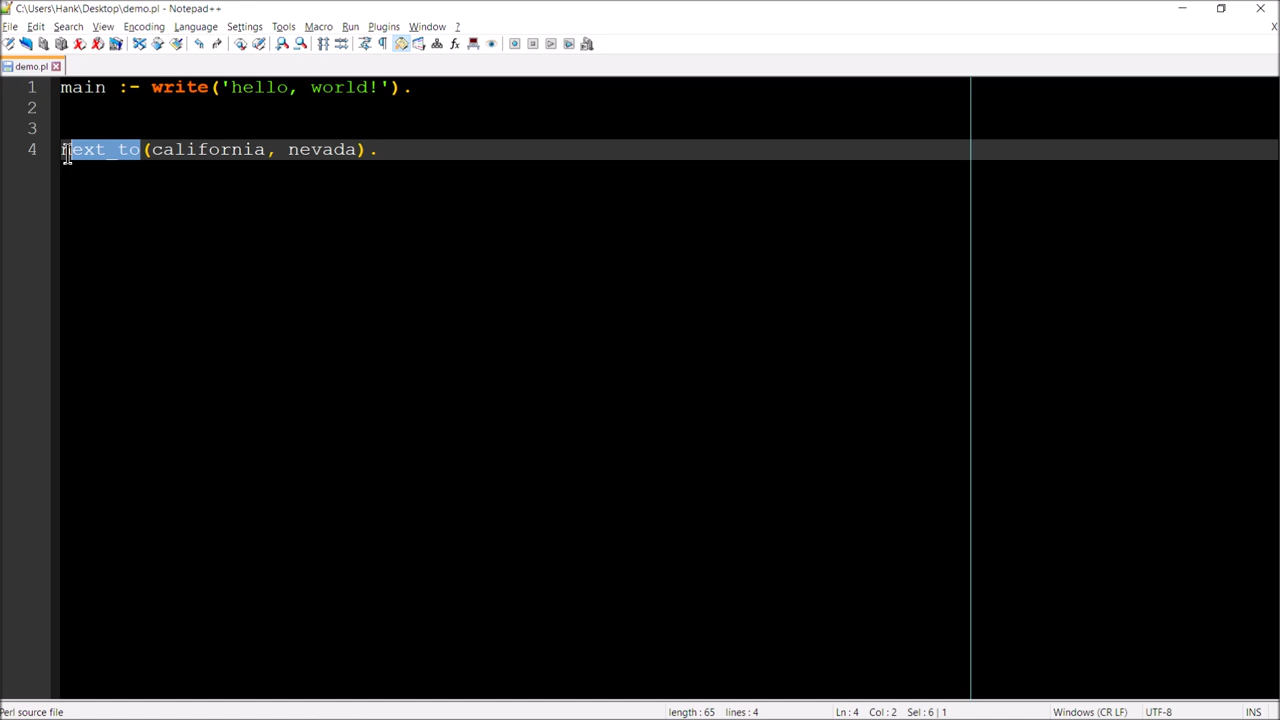 C:\Users\Hank\Desktop\demo.pl - Notepad++
File Edit Search View Encoding Language Settings Tools Macro Run Plugins Window ? X
demo.pl
1 main :- write('hello, world!').
2
3
4 next_to(california, nevada).
Perl source file length : 65 lines : 4 Ln : 4 Col : 2 Sel : 6 | 1 Windows (CR LF) UTF-8 INS